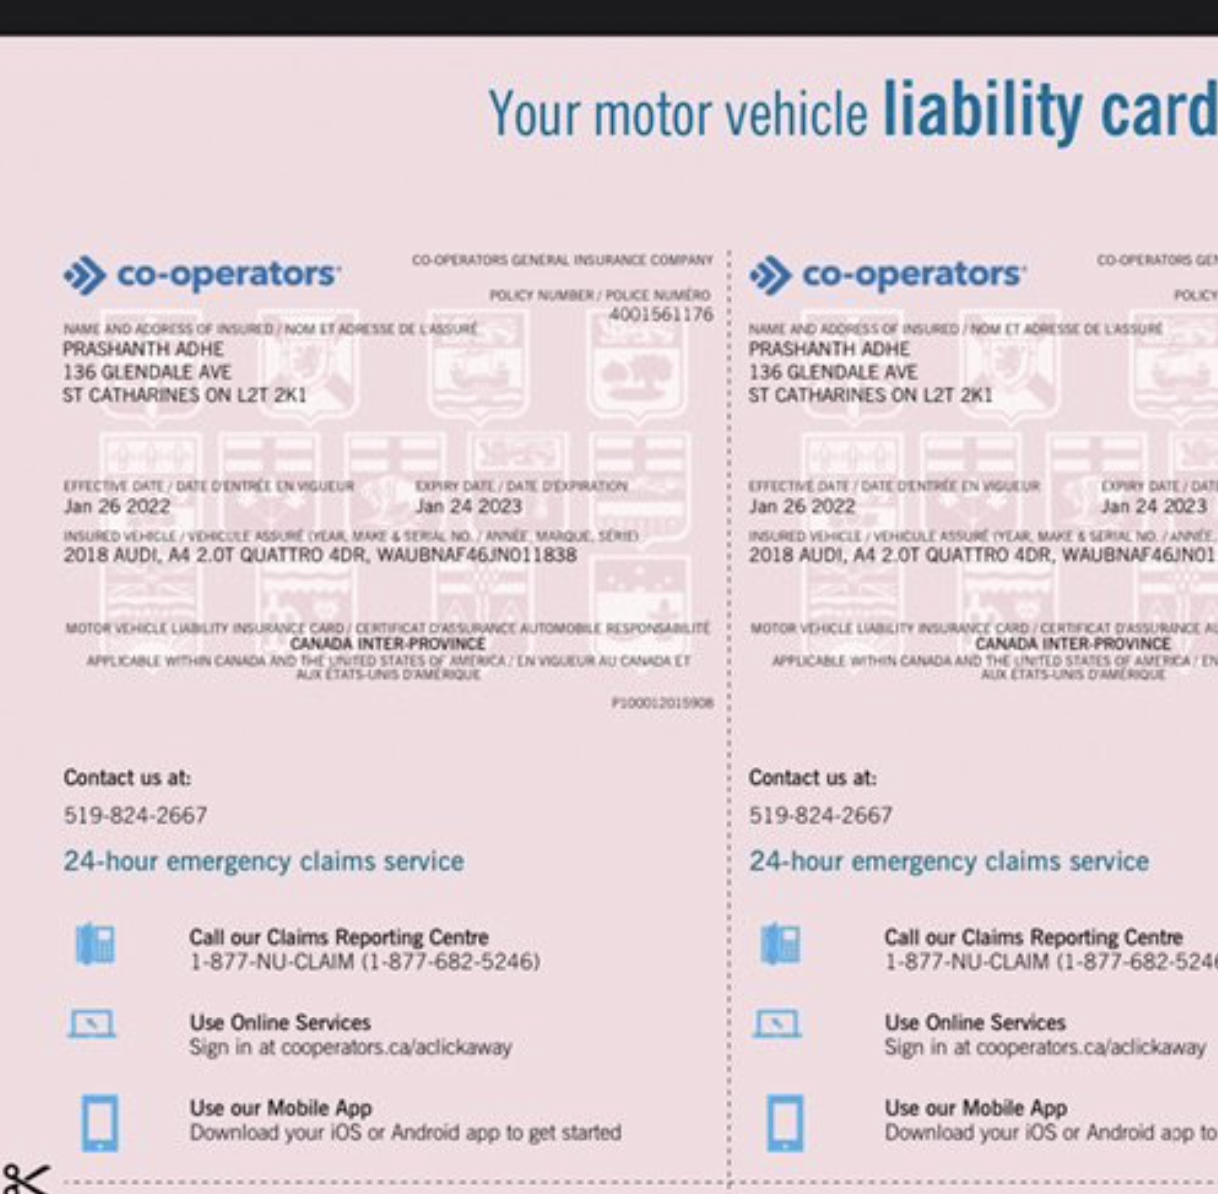 Your motor vehicle liability card
co-operators
CO-OPERATORS GENERAL INSURANCE COMPANY
POLICY NUMBER / POLICE NUMÉRO
4001561176
NAME AND ADDRESS OF INSURED / NOM ET ADRESSE DE L'ASSURÉ
PRASHANTH ADHE
136 GLENDALE AVE
ST CATHARINES ON L2T 2K1
EFFECTIVE DATE / DATE D'ENTRÉE EN VIGUEUR EXPIRY DATE / DATE D'EXPIRATION
Jan 26 2022 Jan 24 2023
INSURED VEHICLE / VEHICULE ASSURÉ (YEAR, MAKE & SERIAL NO. / ANNÉE, MARQUE, SÉRIE)
2018 AUDI, A4 2.0T QUATTRO 4DR, WAUBNAF46JN011838
MOTOR VEHICLE LIABILITY INSURANCE CARD / CERTIFICAT D'ASSURANCE AUTOMOBILE RESPONSABILITÉ
CANADA INTER-PROVINCE
APPLICABLE WITHIN CANADA AND THE UNITED STATES OF AMERICA / EN VIGUEUR AU CANADA ET
AUX ÉTATS-UNIS D'AMÉRIQUE
P100012015908
Contact us at:
519-824-2667
24-hour emergency claims service
Call our Claims Reporting Centre
1-877-NU-CLAIM (1-877-682-5246)
Use Online Services
Sign in at cooperators.ca/aclickaway
Use our Mobile App
Download your iOS or Android app to get started
co-operators
CO-OPERATORS GEN
POLICY
NAME AND ADDRESS OF INSURED / NOM ET ADRESSE DE L'ASSURÉ
PRASHANTH ADHE
136 GLENDALE AVE
ST CATHARINES ON L2T 2K1
EFFECTIVE DATE / DATE D'ENTRÉE EN VIGUEUR EXPIRY DATE / DATE
Jan 26 2022 Jan 24 2023
INSURED VEHICLE / VEHICULE ASSURÉ (YEAR, MAKE & SERIAL NO. / ANNÉE,
2018 AUDI, A4 2.0T QUATTRO 4DR, WAUBNAF46JN01
MOTOR VEHICLE LIABILITY INSURANCE CARD / CERTIFICAT D'ASSURANCE AU
CANADA INTER-PROVINCE
APPLICABLE WITHIN CANADA AND THE UNITED STATES OF AMERICA / EN
AUX ÉTATS-UNIS D'AMÉRIQUE
Contact us at:
519-824-2667
24-hour emergency claims service
Call our Claims Reporting Centre
1-877-NU-CLAIM (1-877-682-5246
Use Online Services
Sign in at cooperators.ca/aclickaway
Use our Mobile App
Download your iOS or Android app to